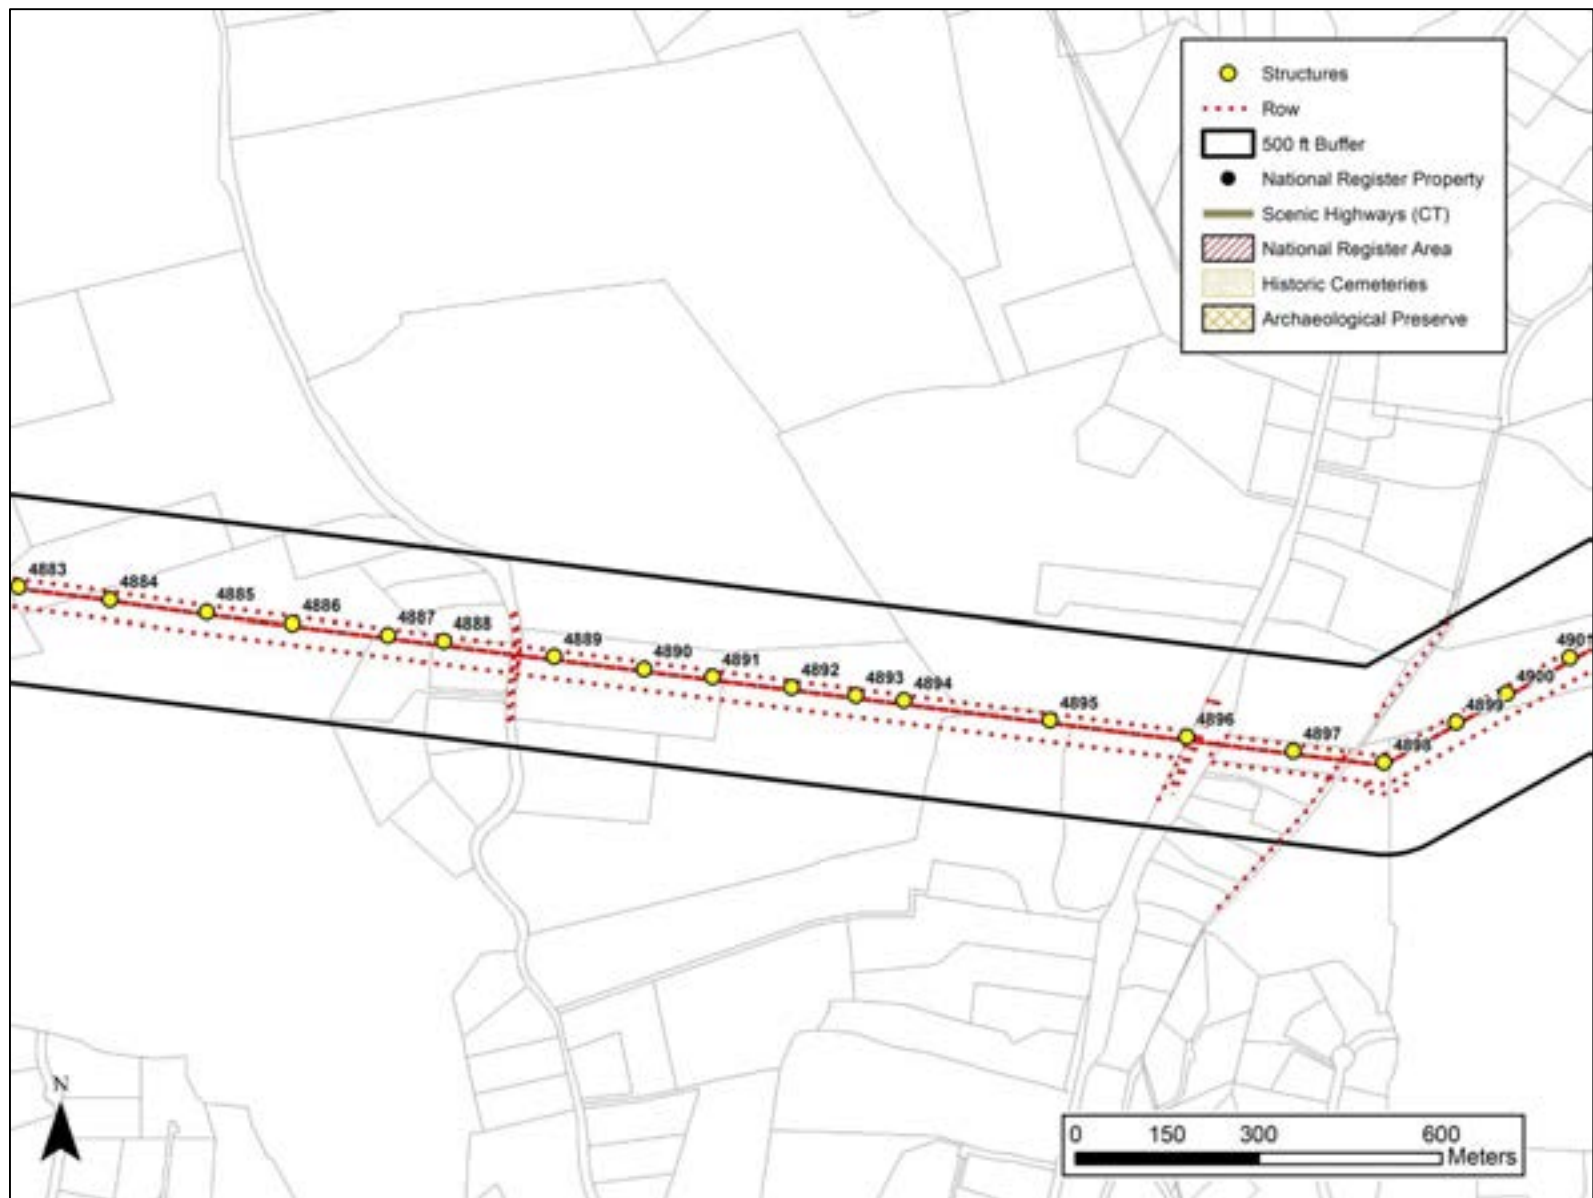 Structures
Row
500 ft Buffer
National Register Property
Scenic Highways (CT)
National Register Area
Historic Cemeteries
Archaeological Preserve
4883
4884
4885
4886
4887
4888
4889
4890
4891
4892
4893
4894
4895
4896
4897
4898
4899
4900
4901
N
0 150 300 600
Meters